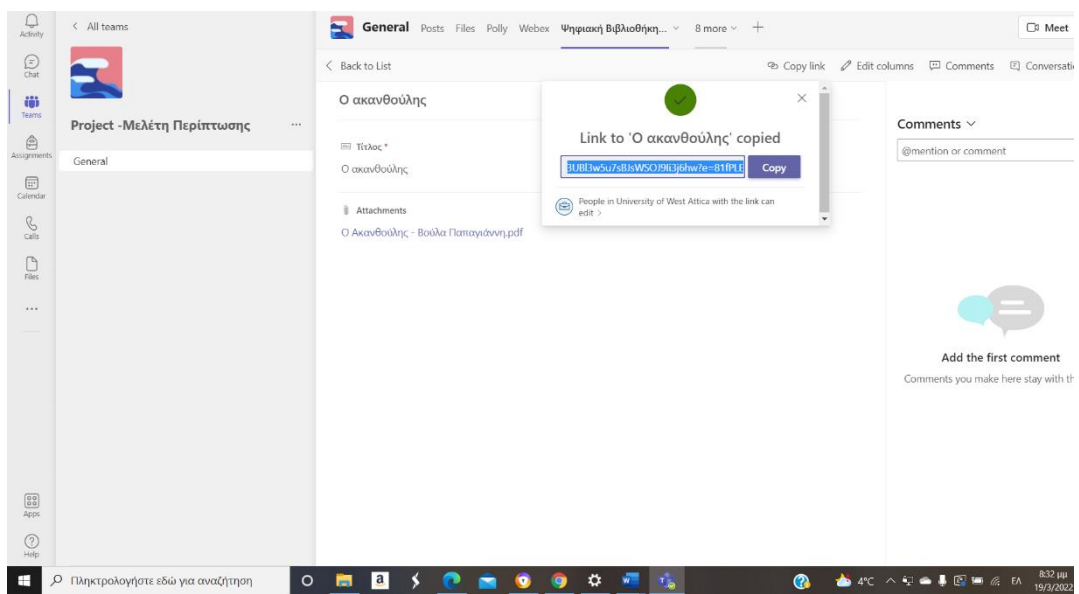 Activity
Chat
Teams
Assignments
Calendar
Calls
Files
...
Apps
Help
All teams
Project -Μελέτη Περίπτωσης
...
General
General Posts Files Polly Webex Ψηφιακή Βιβλιοθήκη... 8 more +
Meet
Back to List
Copy link Edit columns Comments Conversati
Ο ακανθούλης
Τίτλος *
Ο ακανθούλης
Attachments
Ο Ακανθούλης - Βούλα Παπαγιάννη.pdf
Link to 'Ο ακανθούλης' copied
Copy
People in University of West Attica with the link can
edit >
Comments
@mention or comment
Add the first comment
Comments you make here stay with th
Πληκτρολογήστε εδώ για αναζήτηση
4°C
ΕΛ
8:32 μμ
19/3/2022